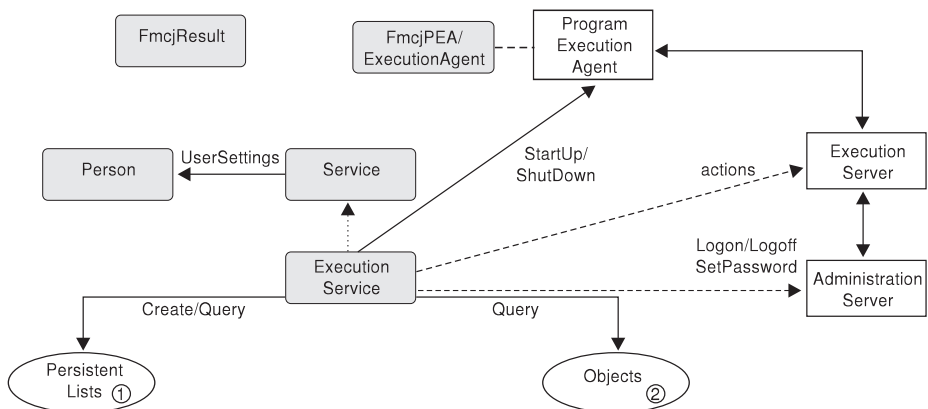 FmcjResult
FmcjPEA/
ExecutionAgent
Program
Execution
Agent
Person
UserSettings
Service
StartUp/
ShutDown
actions
Execution
Server
Execution
Service
Logon/Logoff
SetPassword
Administration
Server
Create/Query
Query
Persistent
Lists ①
Objects
②